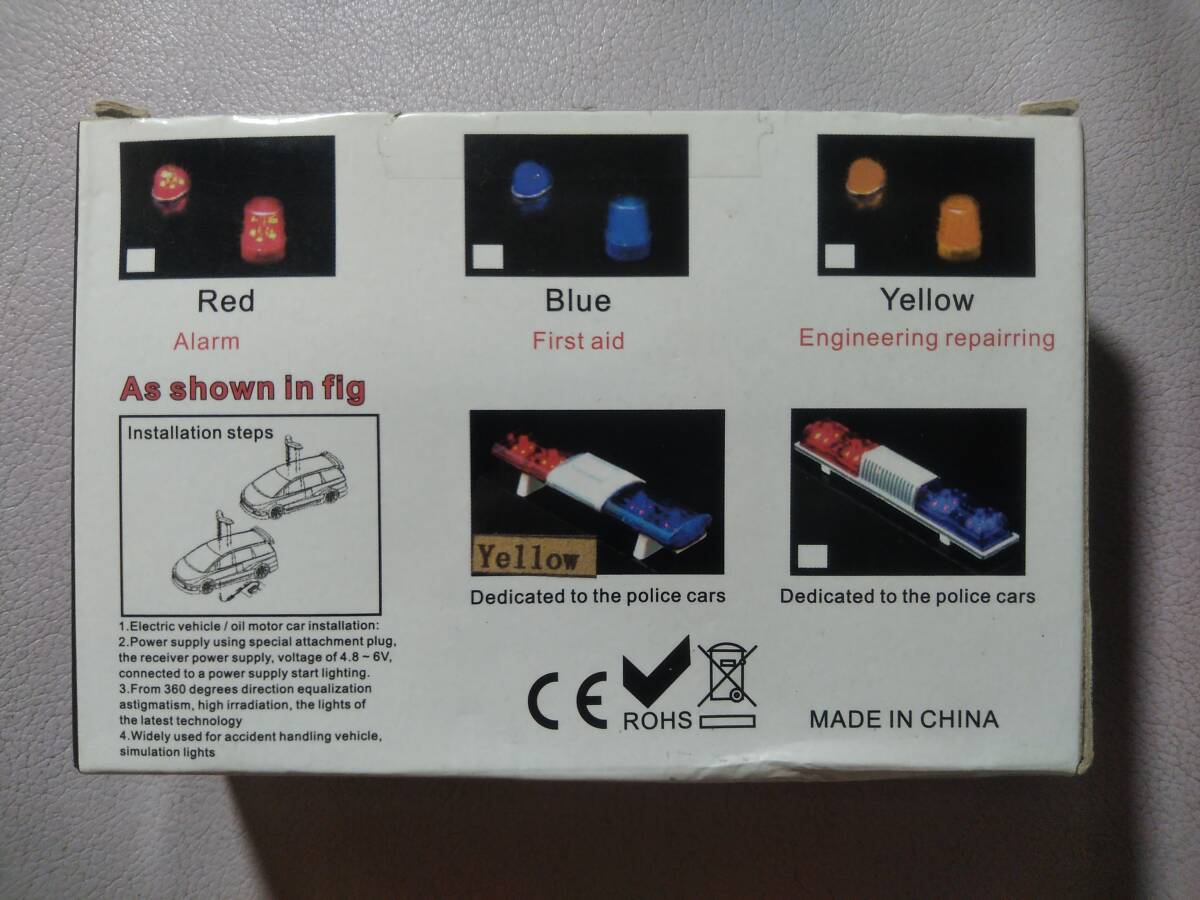 Red
Blue
Yellow
Alarm
First aid
Engineering repairring
As shown in fig
Installation steps
Yellow
Dedicated to the police cars
Dedicated to the police cars
1.Electric vehicle / oil motor car installation:
2.Power supply using special attachment plug,
the receiver power supply, voltage of 4.8 ~ 6V,
connected to a power supply start lighting.
3.From 360 degrees direction equalization
astigmatism, high irradiation, the lights of
the latest technology
4.Widely used for accident handling vehicle,
simulation lights
CE
ROHS
MADE IN CHINA